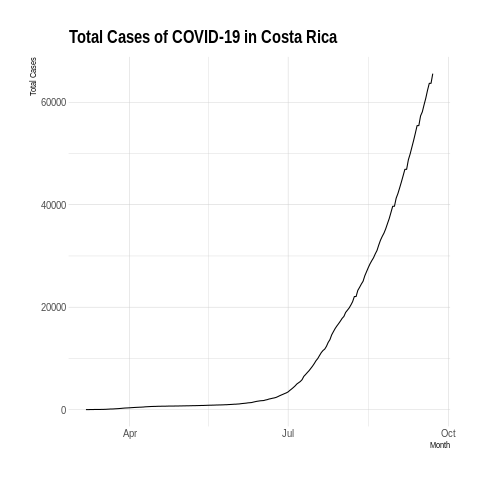 Total Cases of COVID-19 in Costa Rica
Total Cases
60000
40000
20000
0
Apr
Jul
Oct
Month